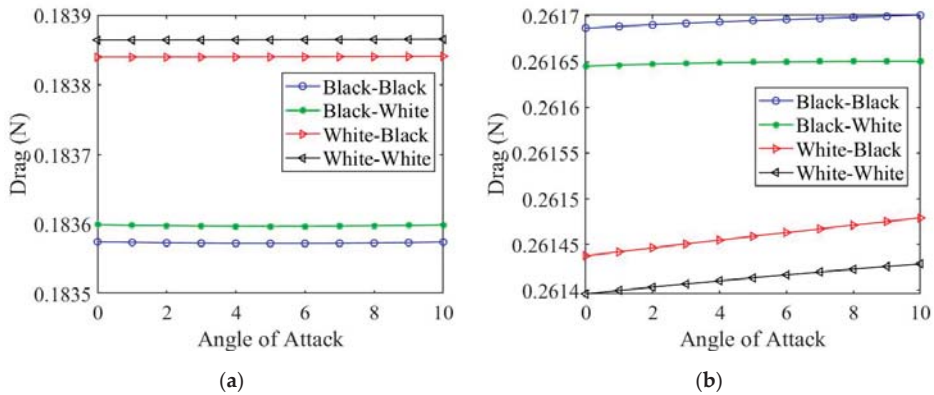 0.1839
0.1838
0.1837
0.1836
0.1835
Drag (N)
Black-Black
Black-White
White-Black
White-White
0 2 4 6 8 10
Angle of Attack
(a)
0.2617
0.26165
0.2616
0.26155
0.2615
0.26145
0.2614
Drag (N)
Black-Black
Black-White
White-Black
White-White
0 2 4 6 8 10
Angle of Attack
(b)